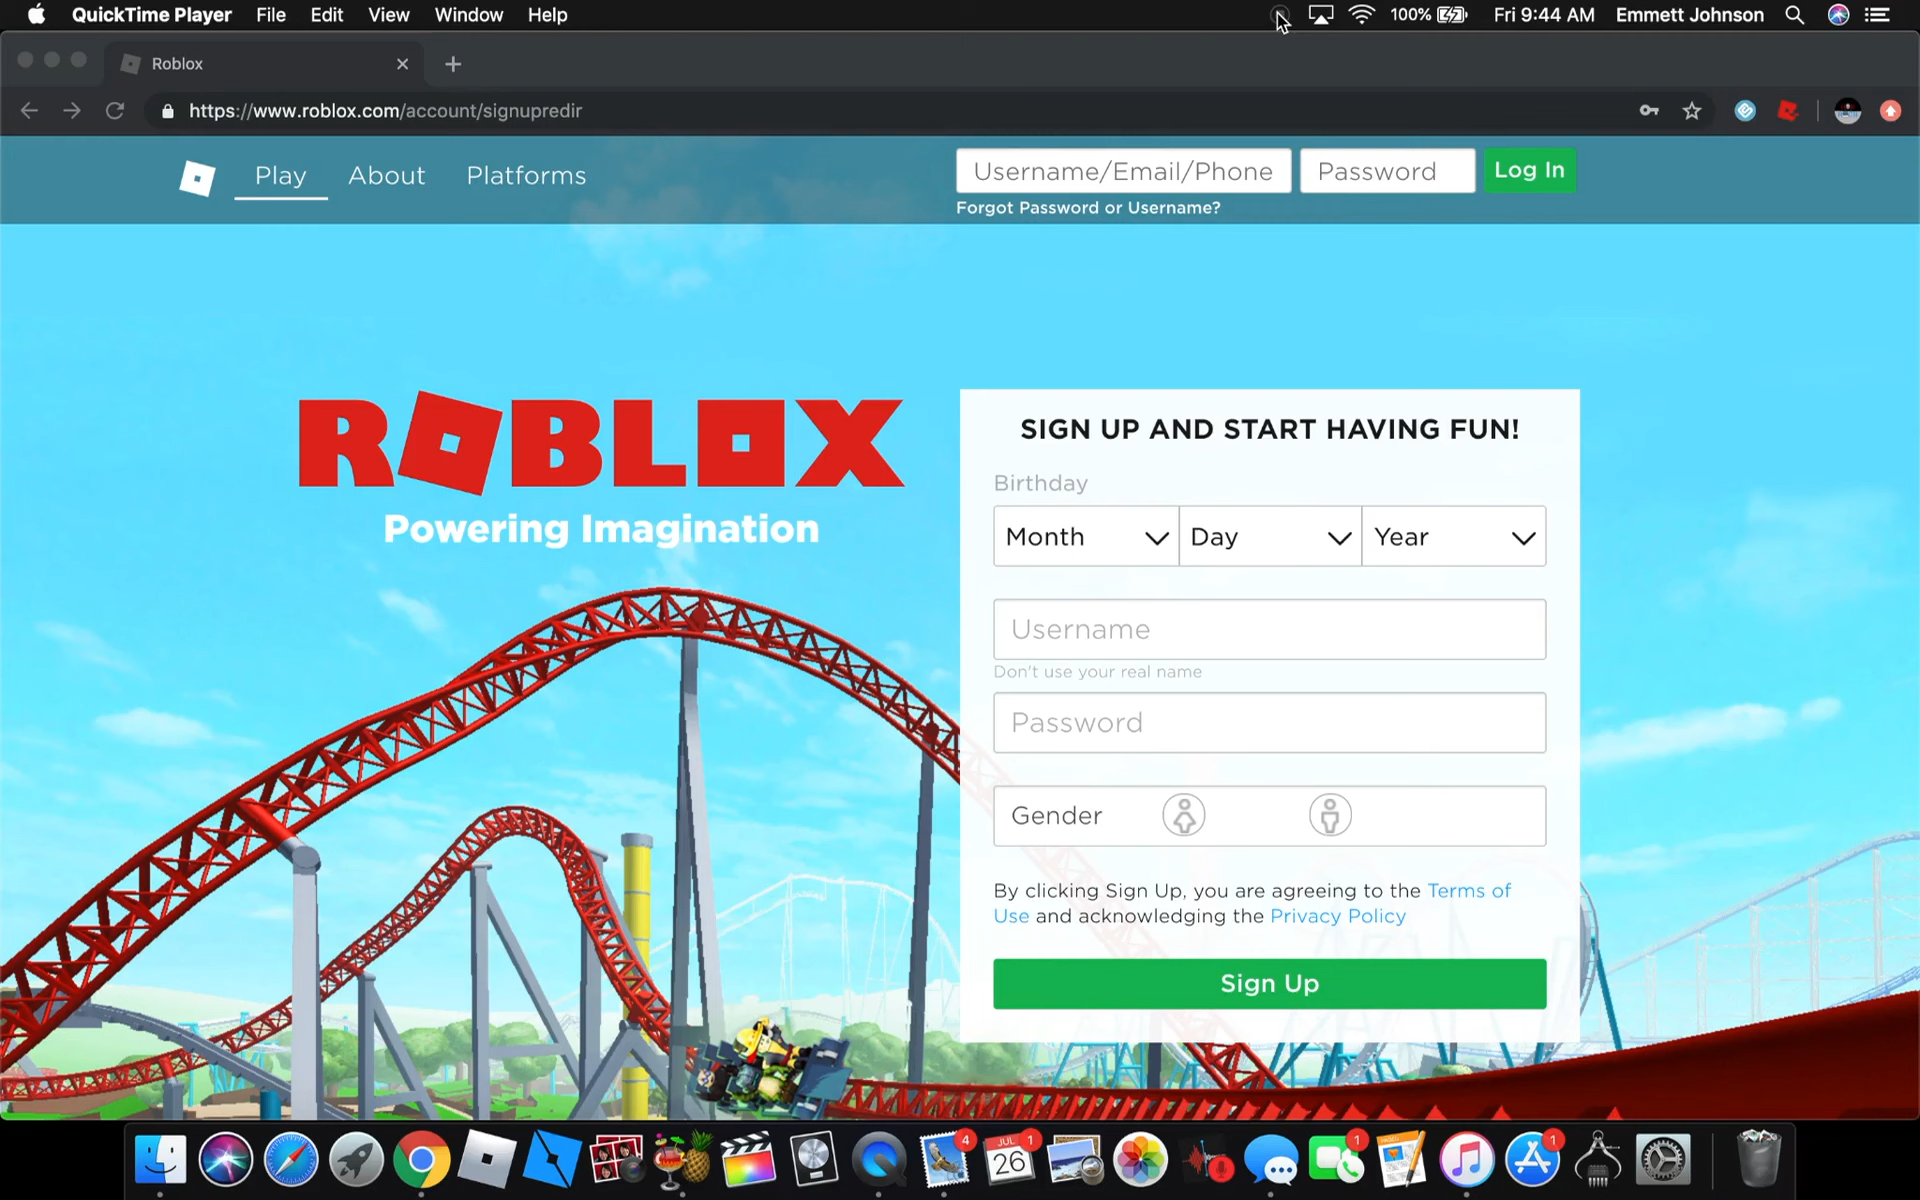 QuickTime Player File Edit View Window Help 100% Fri 9:44 AM Emmett Johnson
Roblox
https://www.roblox.com/account/signupredir
Play About Platforms Username/Email/Phone Password Log In
Forgot Password or Username?
ROBLOX
Powering Imagination
SIGN UP AND START HAVING FUN!
Birthday
Month Day Year
Username
Don't use your real name
Password
Gender
By clicking Sign Up, you are agreeing to the Terms of
Use and acknowledging the Privacy Policy
Sign Up
4 JUL 1 1 1
26